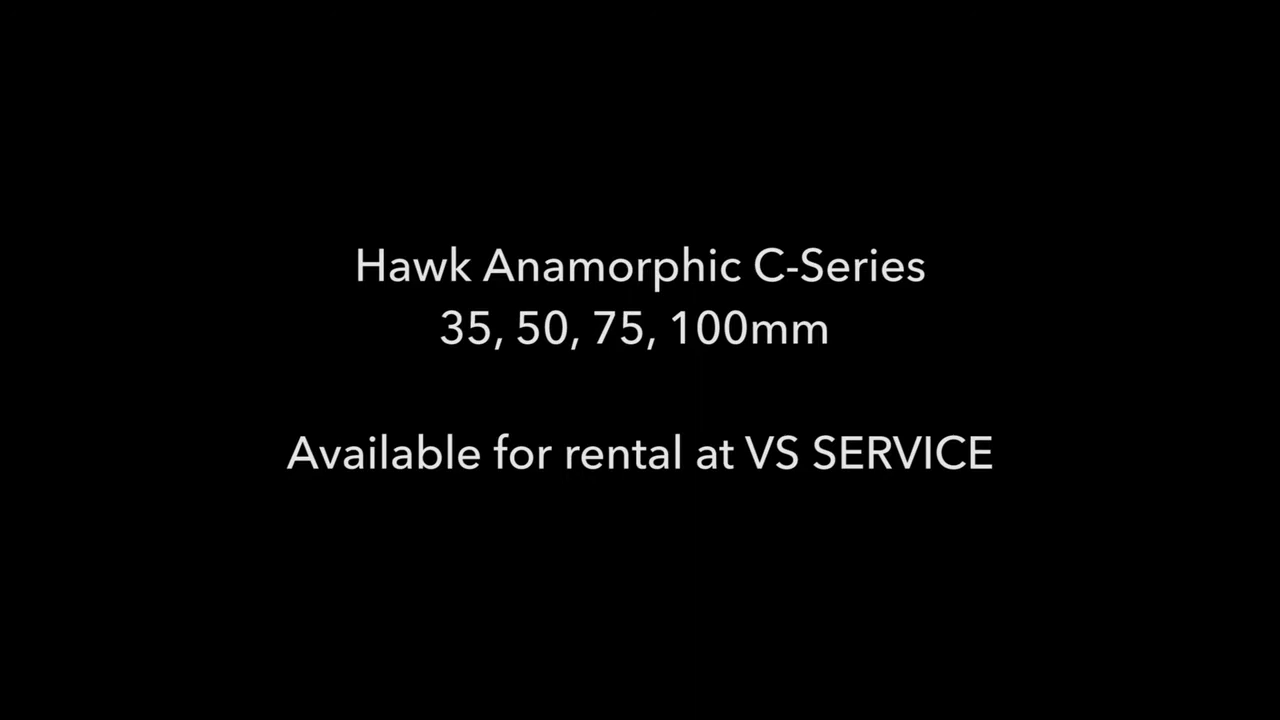 Hawk Anamorphic C-Series
35, 50, 75, 100mm
Available for rental at VS SERVICE